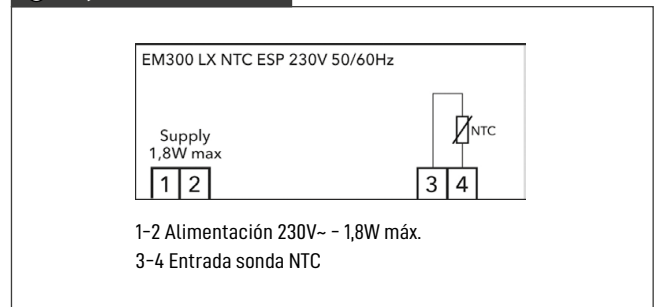 EM300 LX NTC ESP 230V 50/60Hz
NTC
Supply
1,8W max
1 2 3 4
1-2 Alimentación 230V~ - 1,8W máx.
3-4 Entrada sonda NTC